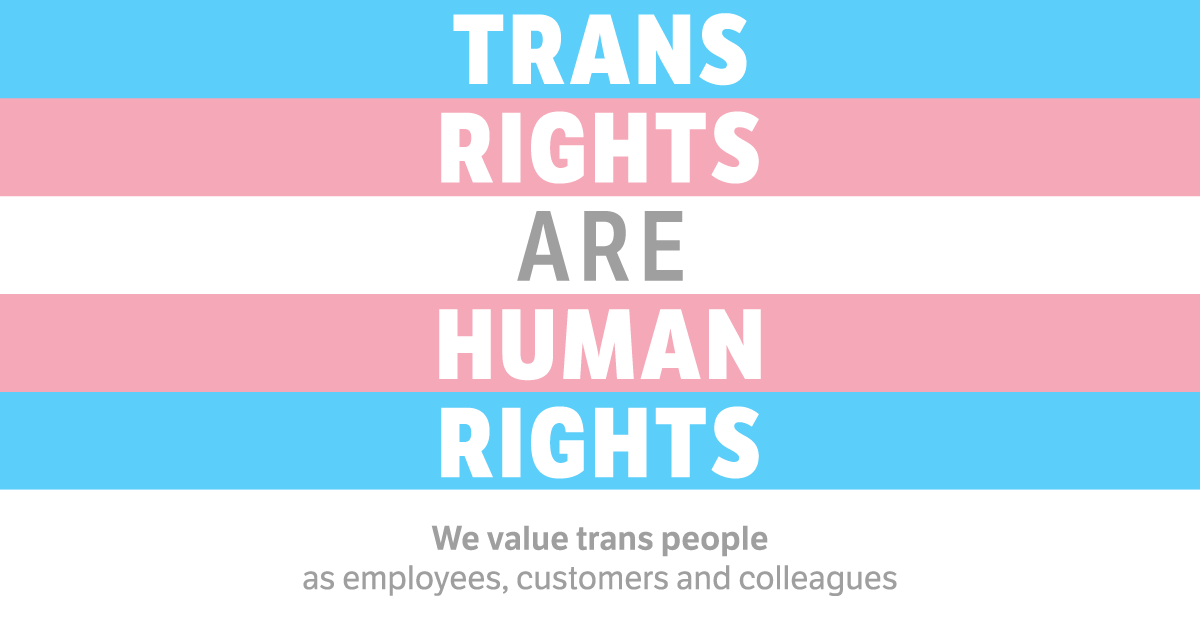 TRANS
RIGHTS
ARE
HUMAN
RIGHTS
We value trans people
as employees, customers and colleagues